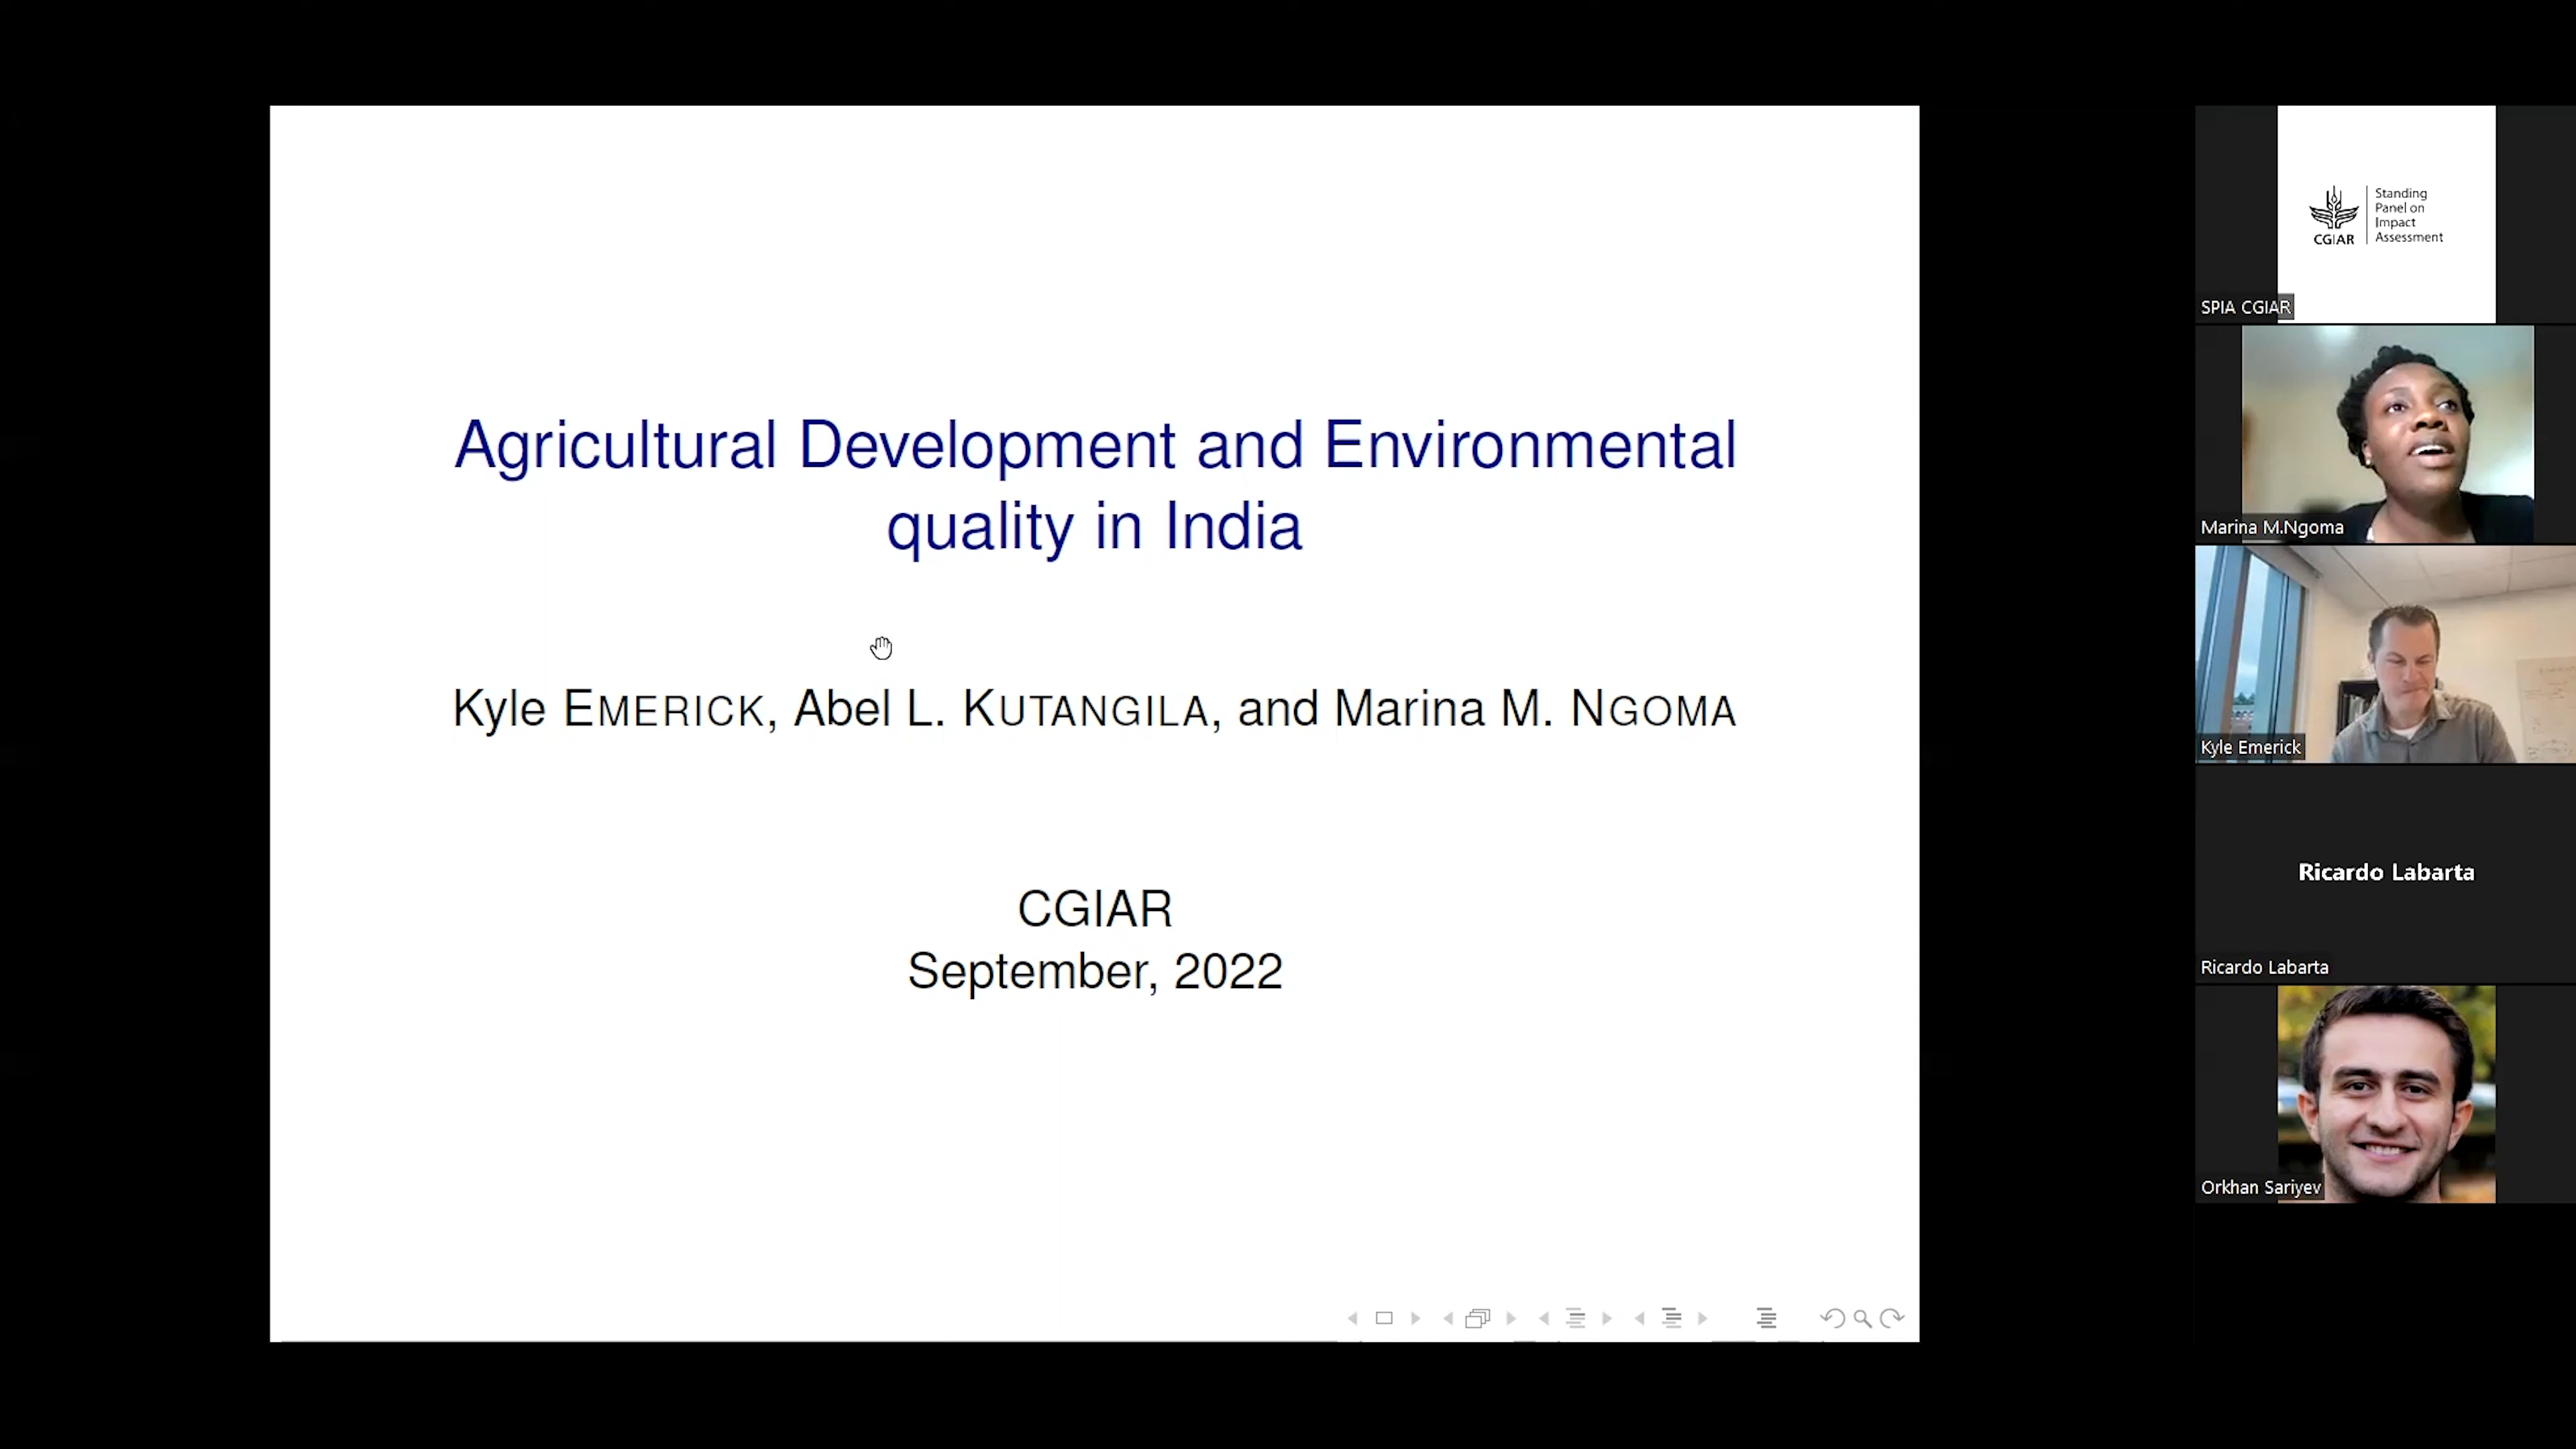 Agricultural Development and Environmental
quality in India
Kyle EMERICK, Abel L. KUTANGILA, and Marina M. NGOMA
CGIAR
September, 2022
Standing
Panel on
Impact
Assessment
CGIAR
SPIA CGIAR
Marina M.Ngoma
Kyle Emerick
Ricardo Labarta
Ricardo Labarta
Orkhan Sariyev